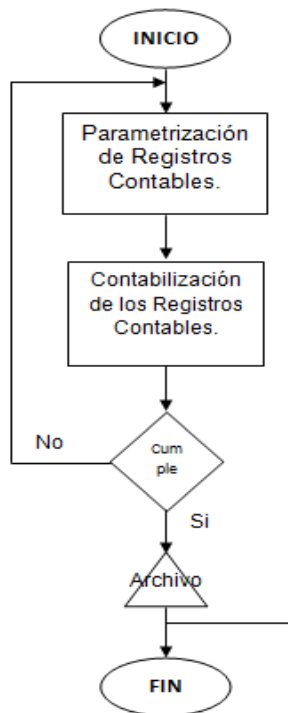 INICIO
Parametrización
de Registros
Contables.
Contabilización
de los Registros
Contables.
No
Cum
ple
Si
Archivo
FIN